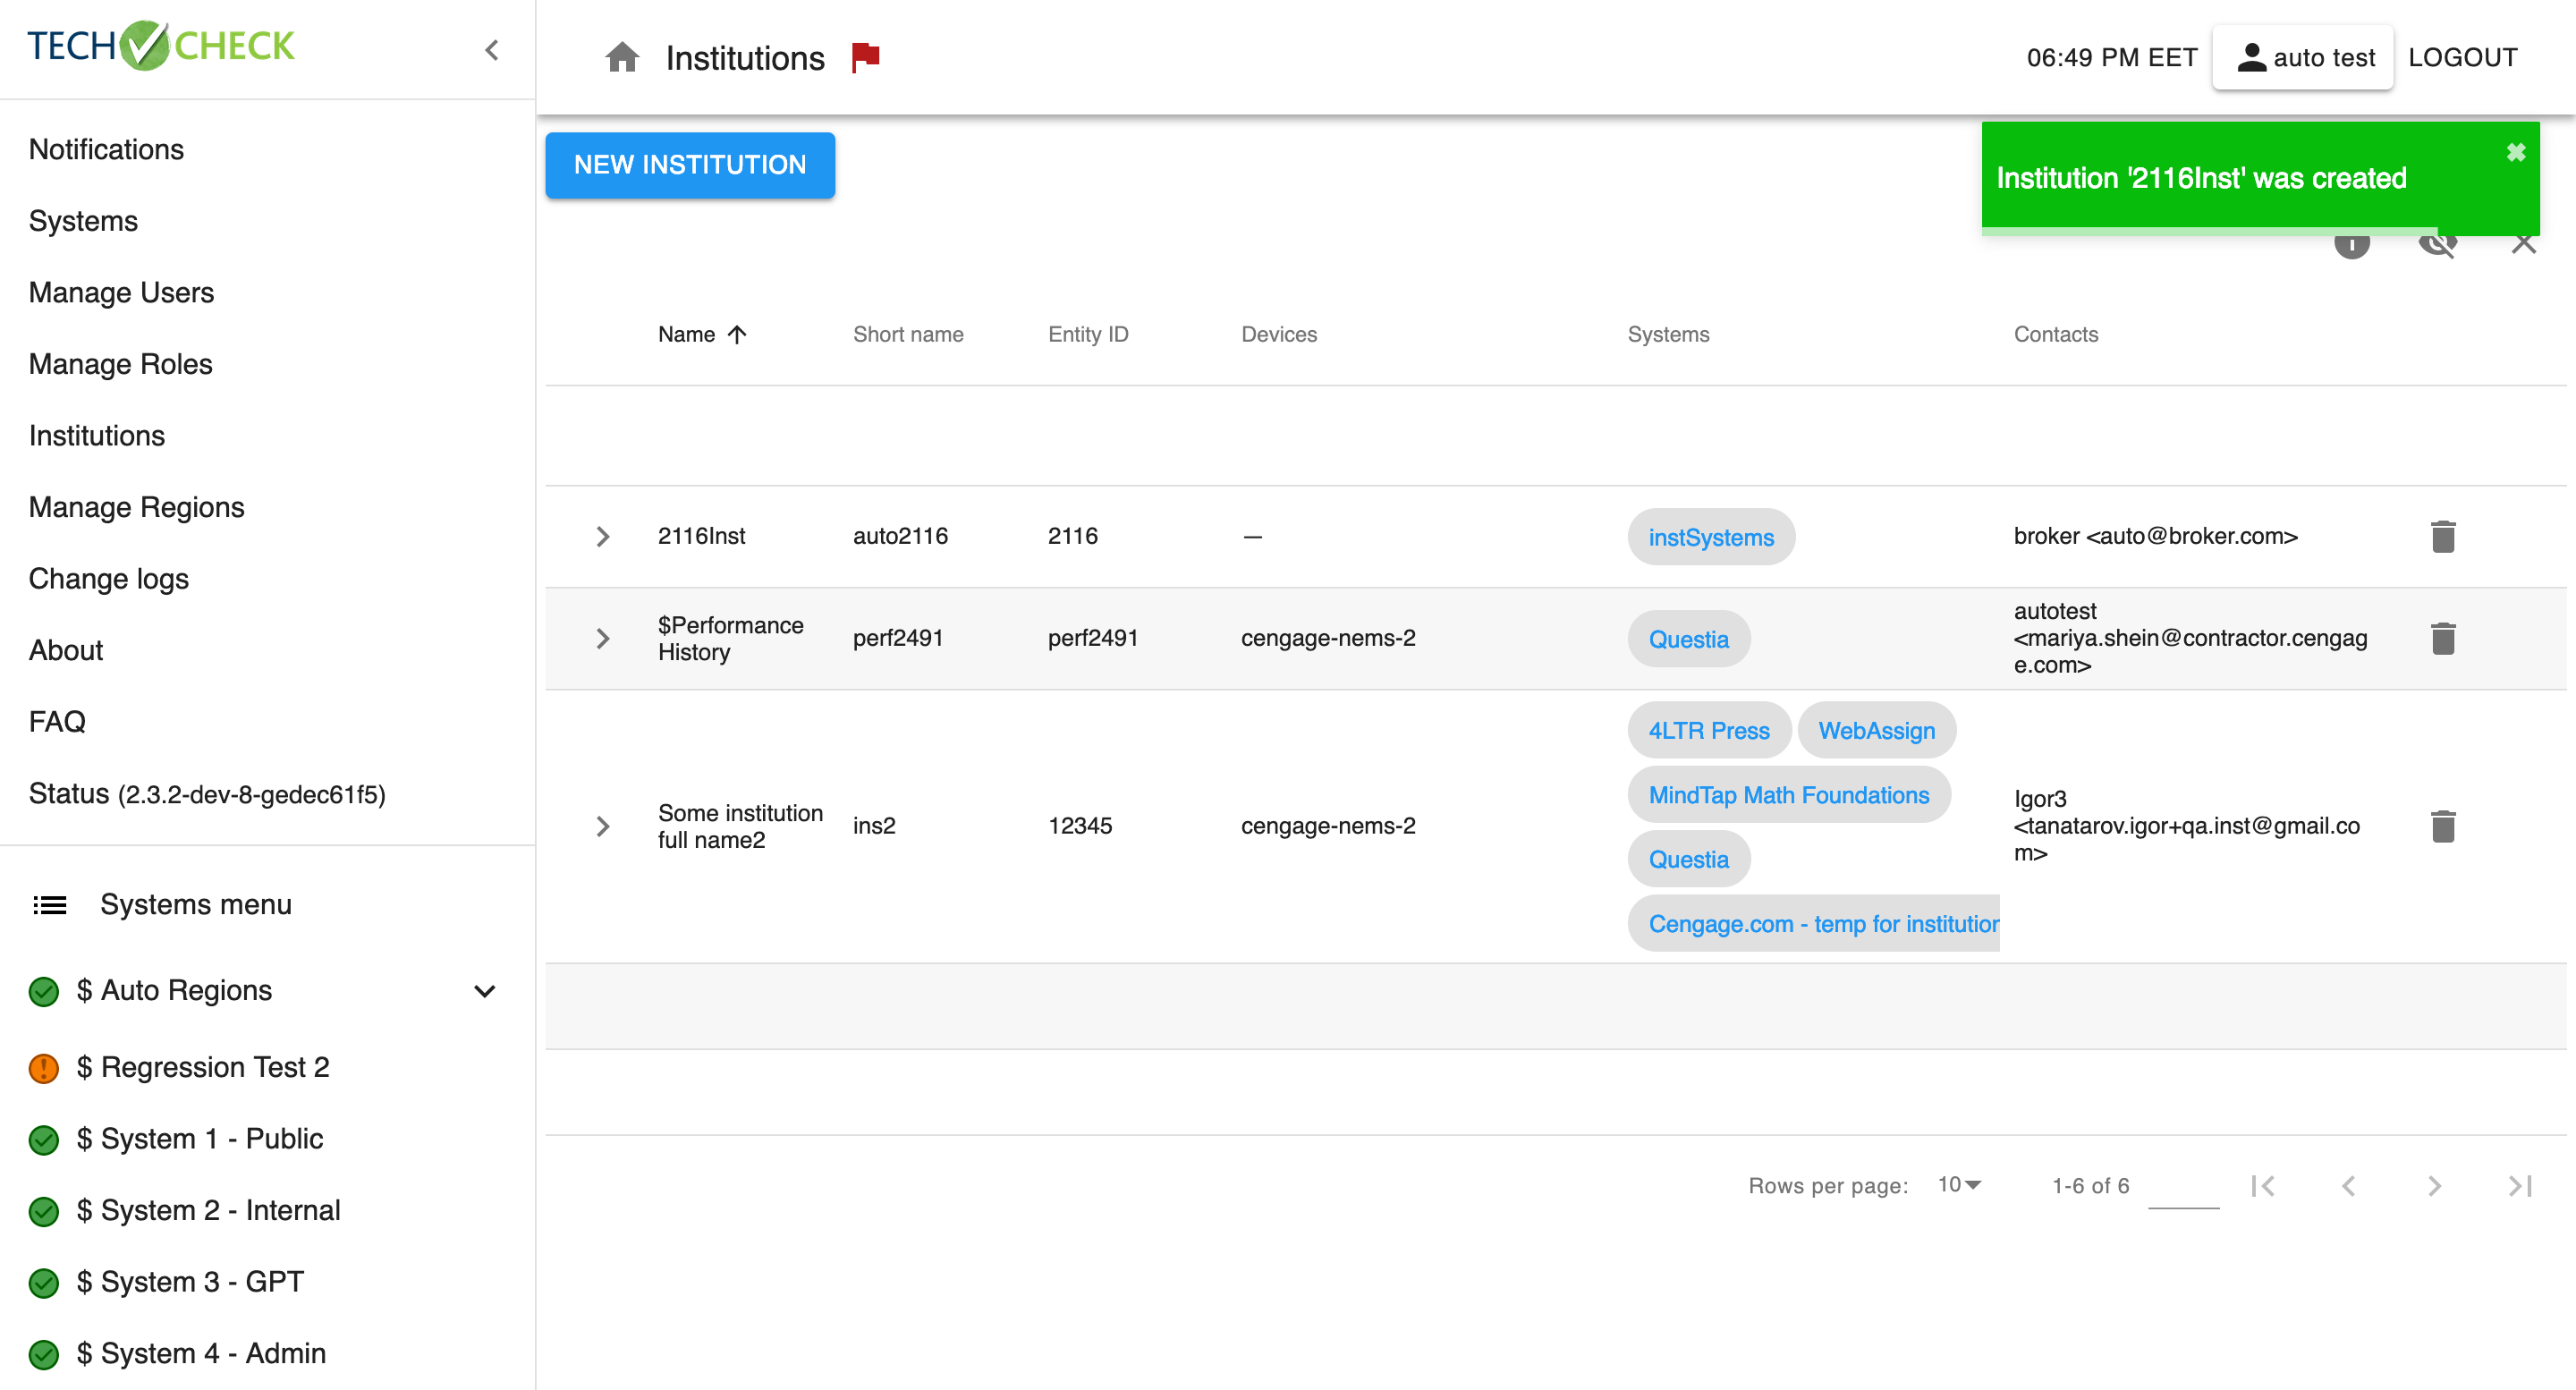 TECH CHECK
Notifications
Systems
Manage Users
Manage Roles
Institutions
Manage Regions
Change logs
About
FAQ
Status (2.3.2-dev-8-gedec61f5)
Systems menu
$ Auto Regions
$ Regression Test 2
$ System 1 - Public
$ System 2 - Internal
$ System 3 - GPT
$ System 4 - Admin
Institutions
06:49 PM EET
auto test
LOGOUT
NEW INSTITUTION
Institution '2116Inst' was created
Name Short name Entity ID Devices Systems Contacts
2116Inst auto2116 2116 — instSystems broker <auto@broker.com>
$Performance
History
perf2491
perf2491
cengage-nems-2
Questia
autotest
<mariya.shein@contractor.cengag
e.com>
Some institution
full name2
ins2
12345
cengage-nems-2
4LTR Press
WebAssign
MindTap Math Foundations
Questia
Cengage.com - temp for institution
Igor3
<tanatarov.igor+qa.inst@gmail.co
m>
Rows per page: 10 1-6 of 6